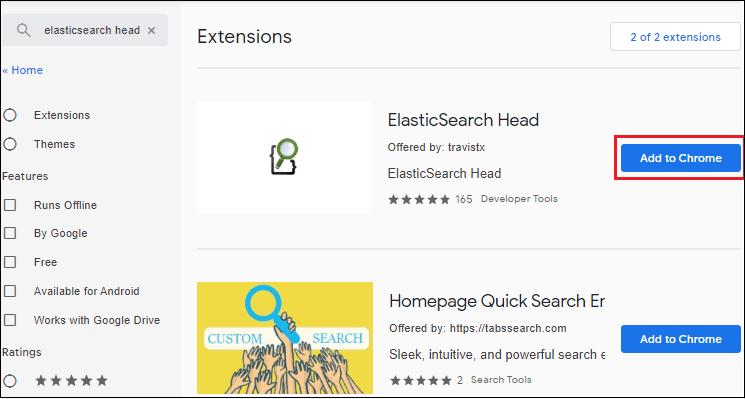 elasticsearch head ×
« Home
Extensions
Themes
Features
Runs Offline
By Google
Free
Available for Android
Works with Google Drive
Ratings
Extensions
2 of 2 extensions
ElasticSearch Head
Offered by: travistx
ElasticSearch Head
165 Developer Tools
Add to Chrome
CUSTOM SEARCH
Homepage Quick Search Er
Offered by: https://tabssearch.com
Sleek, intuitive, and powerful search e
2 Search Tools
Add to Chrome